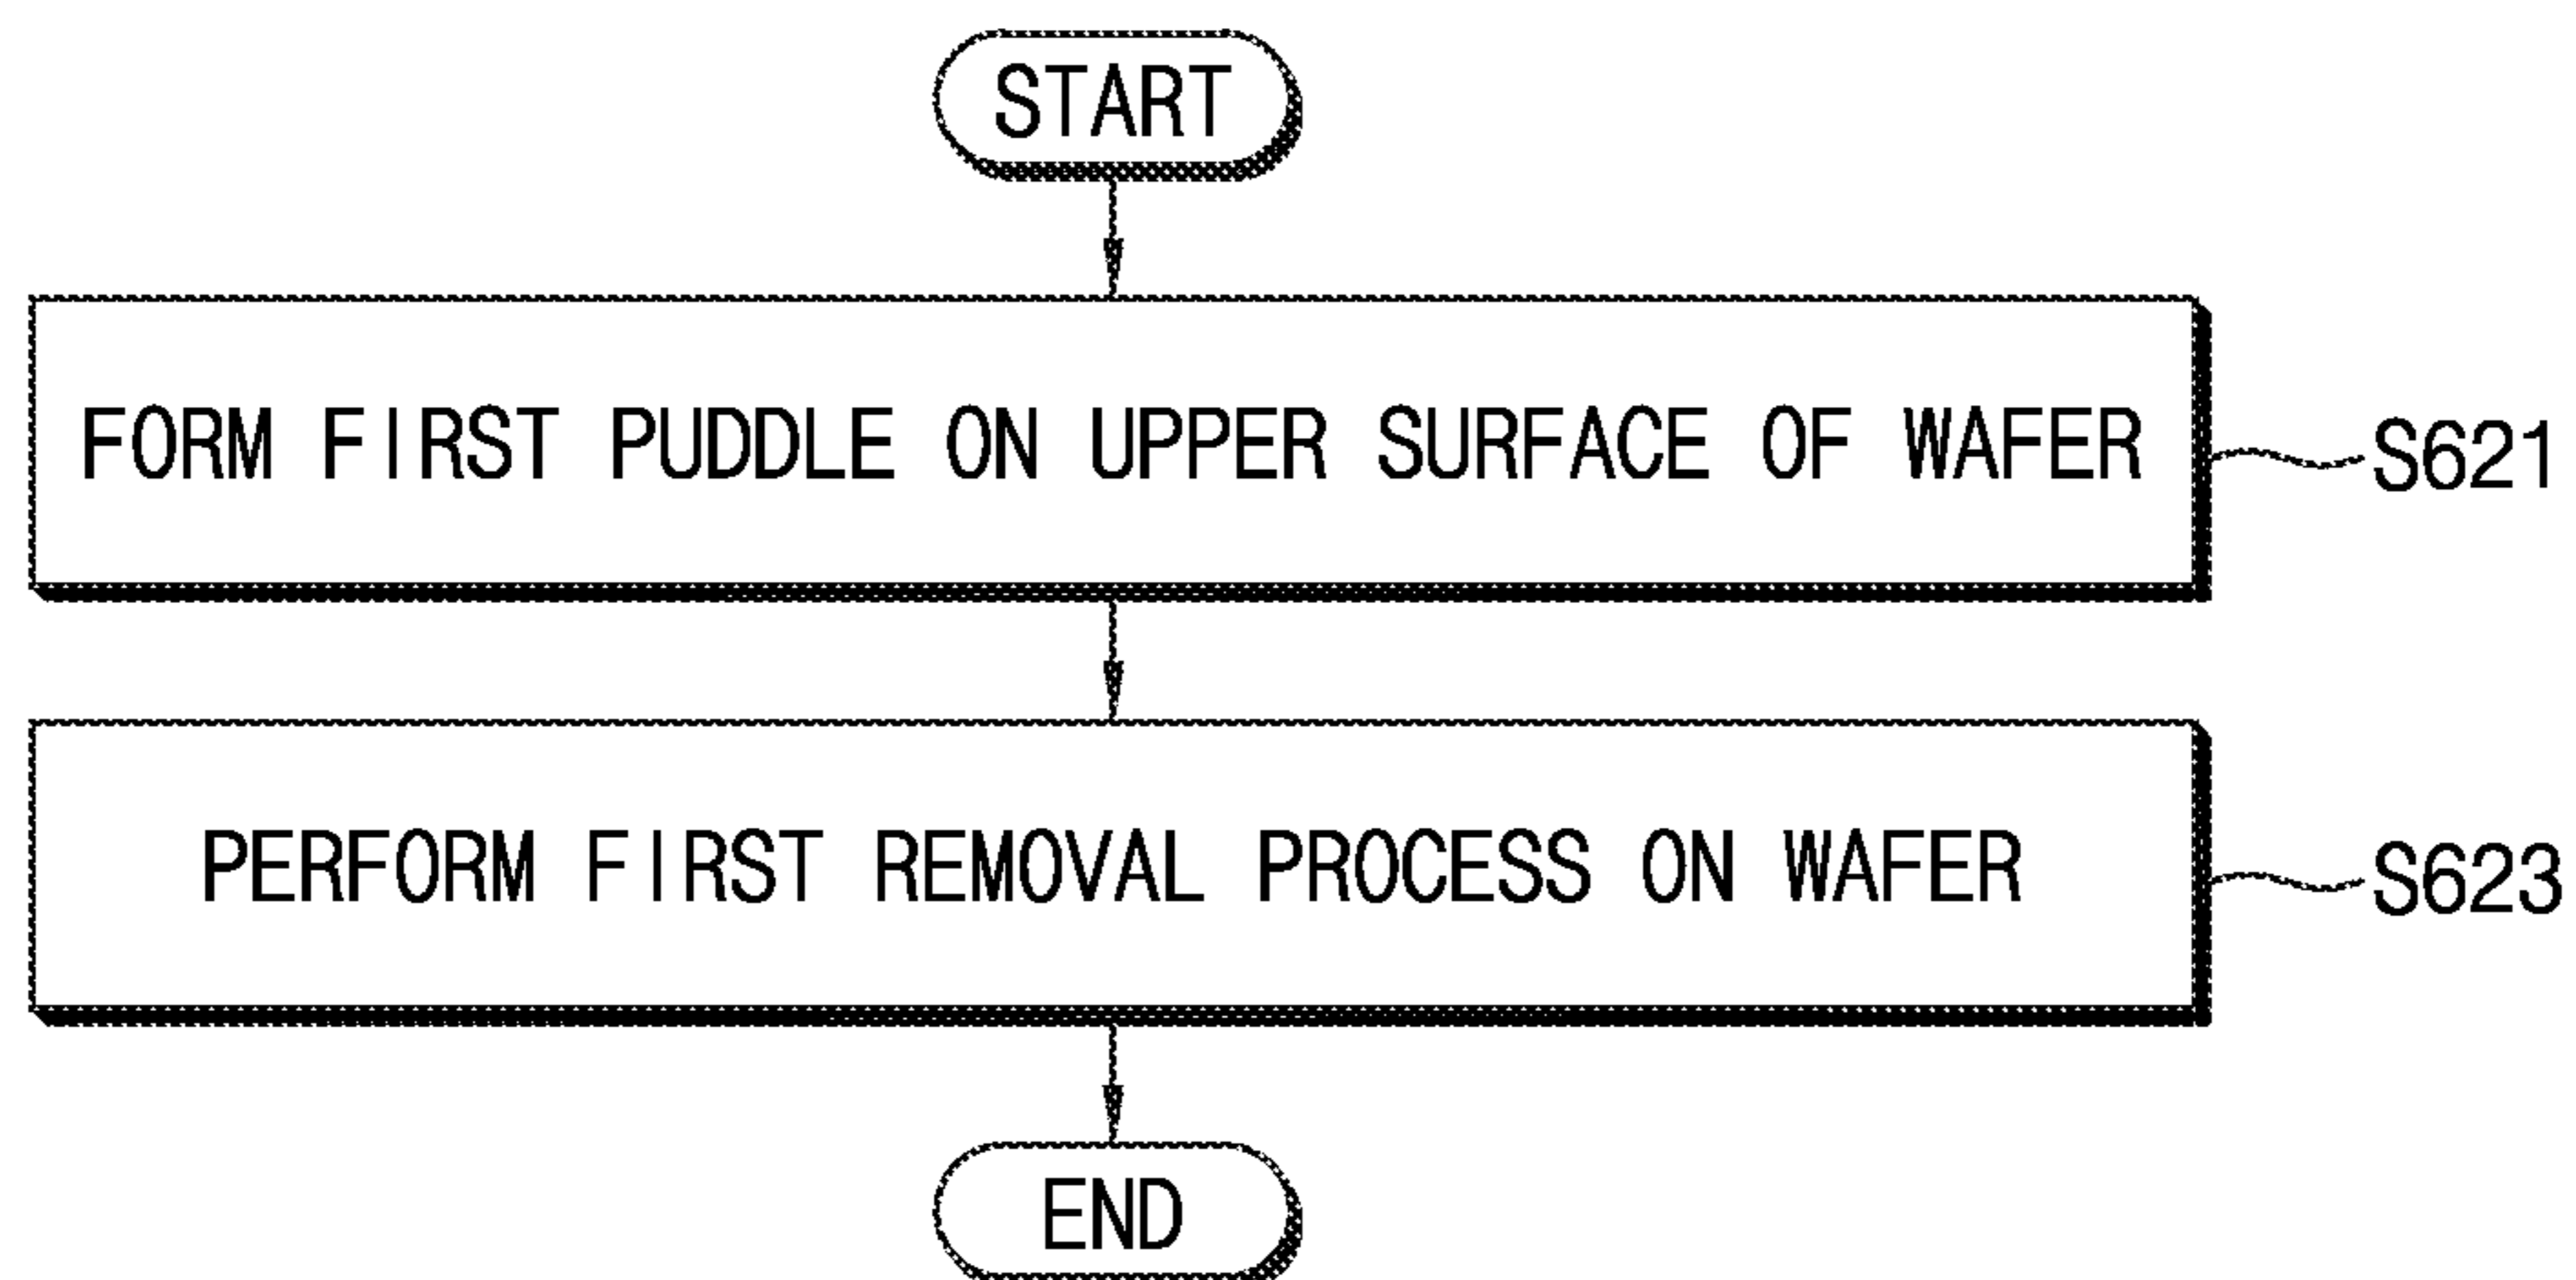 START
FORM FIRST PUDDLE ON UPPER SURFACE OF WAFER
S621
PERFORM FIRST REMOVAL PROCESS ON WAFER
S623
END